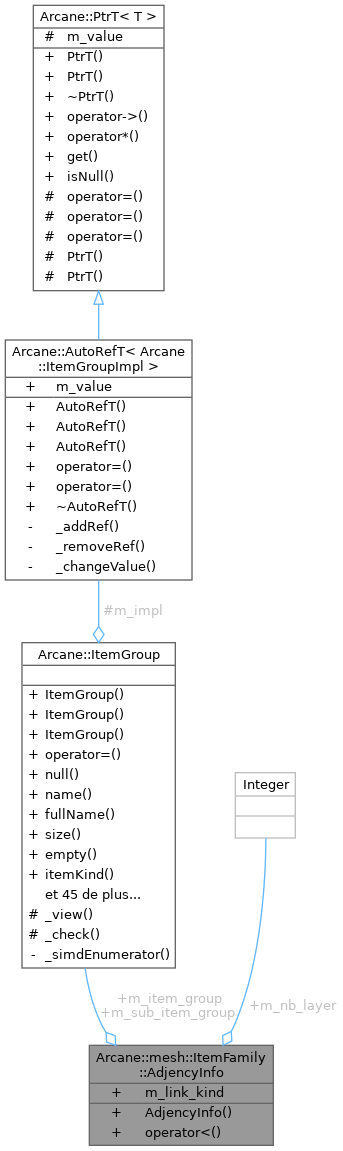 Arcane::PtrT< T >
# m_value
+ PtrT()
+ PtrT()
+ ~PtrT()
+ operator->()
+ operator*()
+ get()
+ isNull()
# operator=()
# operator=()
# operator=()
# PtrT()
# PtrT()
Arcane::AutoRefT< Arcane
::ItemGroupImpl >
+ m_value
+ AutoRefT()
+ AutoRefT()
+ AutoRefT()
+ operator=()
+ operator=()
+ ~AutoRefT()
- _addRef()
- _removeRef()
- _changeValue()
#m_impl
Arcane::ItemGroup
+ ItemGroup()
+ ItemGroup()
+ ItemGroup()
+ operator=()
+ null()
+ name()
+ fullName()
+ size()
+ empty()
+ itemKind()
et 45 de plus...
# _view()
# _check()
- _simdEnumerator()
Integer
+m_item_group
+m_sub_item_group
+m_nb_layer
Arcane::mesh::ItemFamily
::AdjencyInfo
+ m_link_kind
+ AdjencyInfo()
+ operator<()